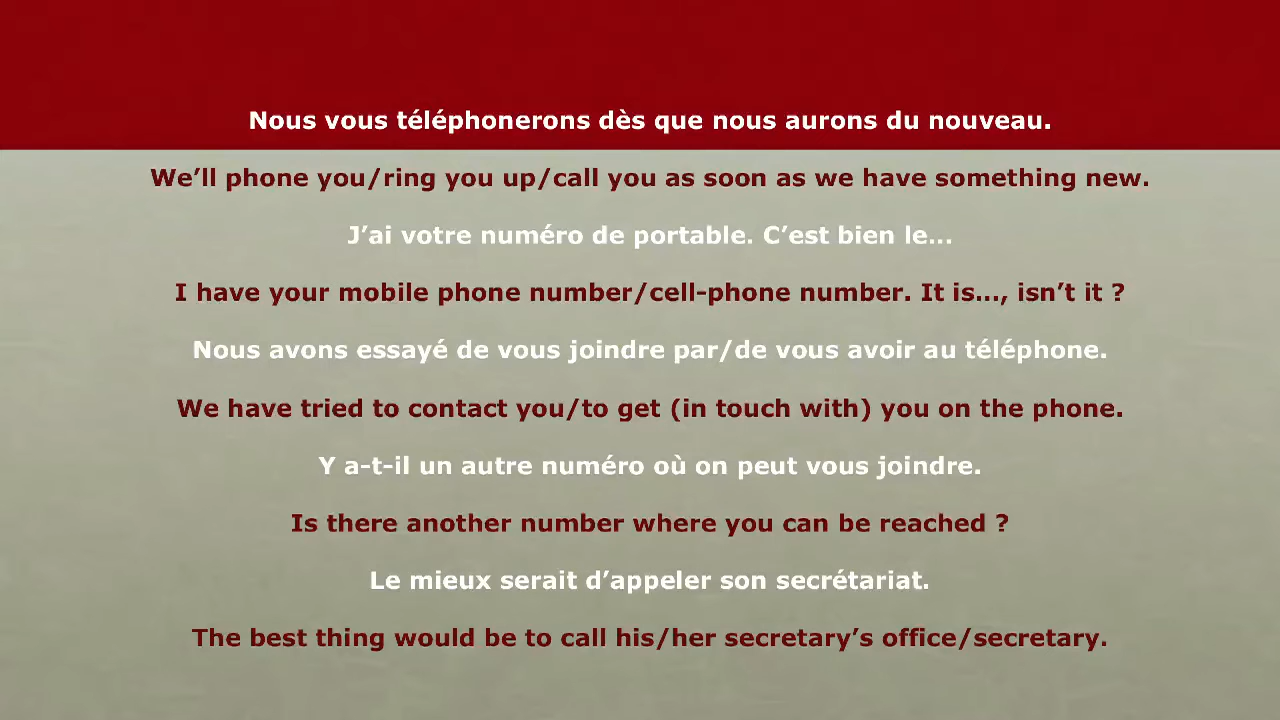 Nous vous téléphonerons dès que nous aurons du nouveau.
We’ll phone you/ring you up/call you as soon as we have something new.
J’ai votre numéro de portable. C’est bien le…
I have your mobile phone number/cell-phone number. It is…, isn’t it ?
Nous avons essayé de vous joindre par/de vous avoir au téléphone.
We have tried to contact you/to get (in touch with) you on the phone.
Y a-t-il un autre numéro où on peut vous joindre.
Is there another number where you can be reached ?
Le mieux serait d’appeler son secrétariat.
The best thing would be to call his/her secretary’s office/secretary.